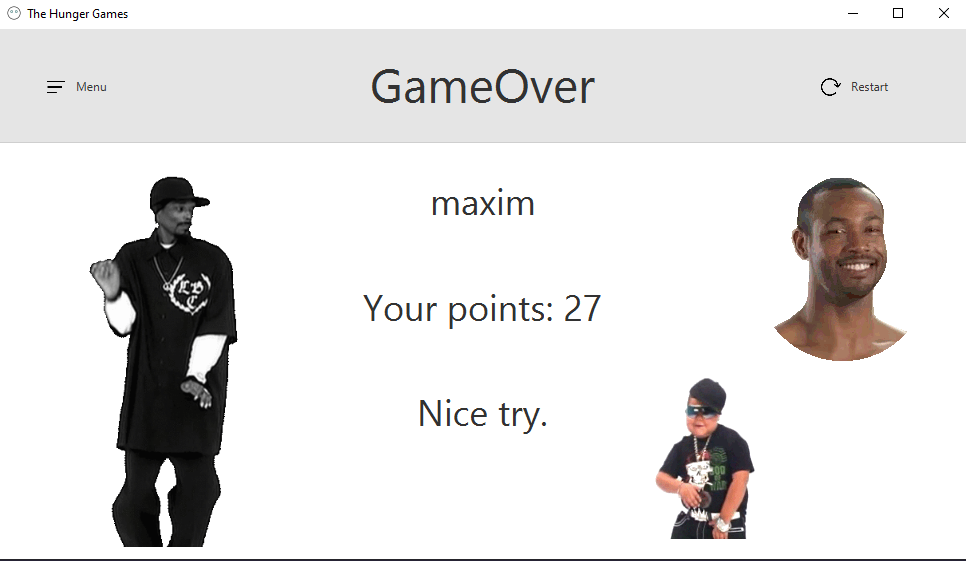 The Hunger Games
Menu
GameOver
Restart
maxim
Your points: 27
Nice try.